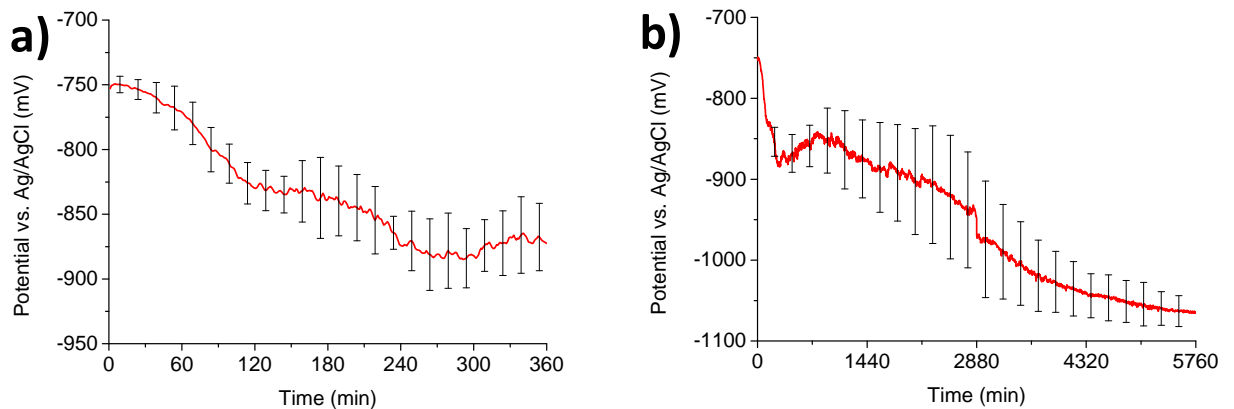 a)
Potential vs. Ag/AgCl (mV)
-700
-750
-800
-850
-900
-950
0 60 120 180 240 300 360
Time (min)
b)
Potential vs. Ag/AgCl (mV)
-700
-800
-900
-1000
-1100
0 1440 2880 4320 5760
Time (min)